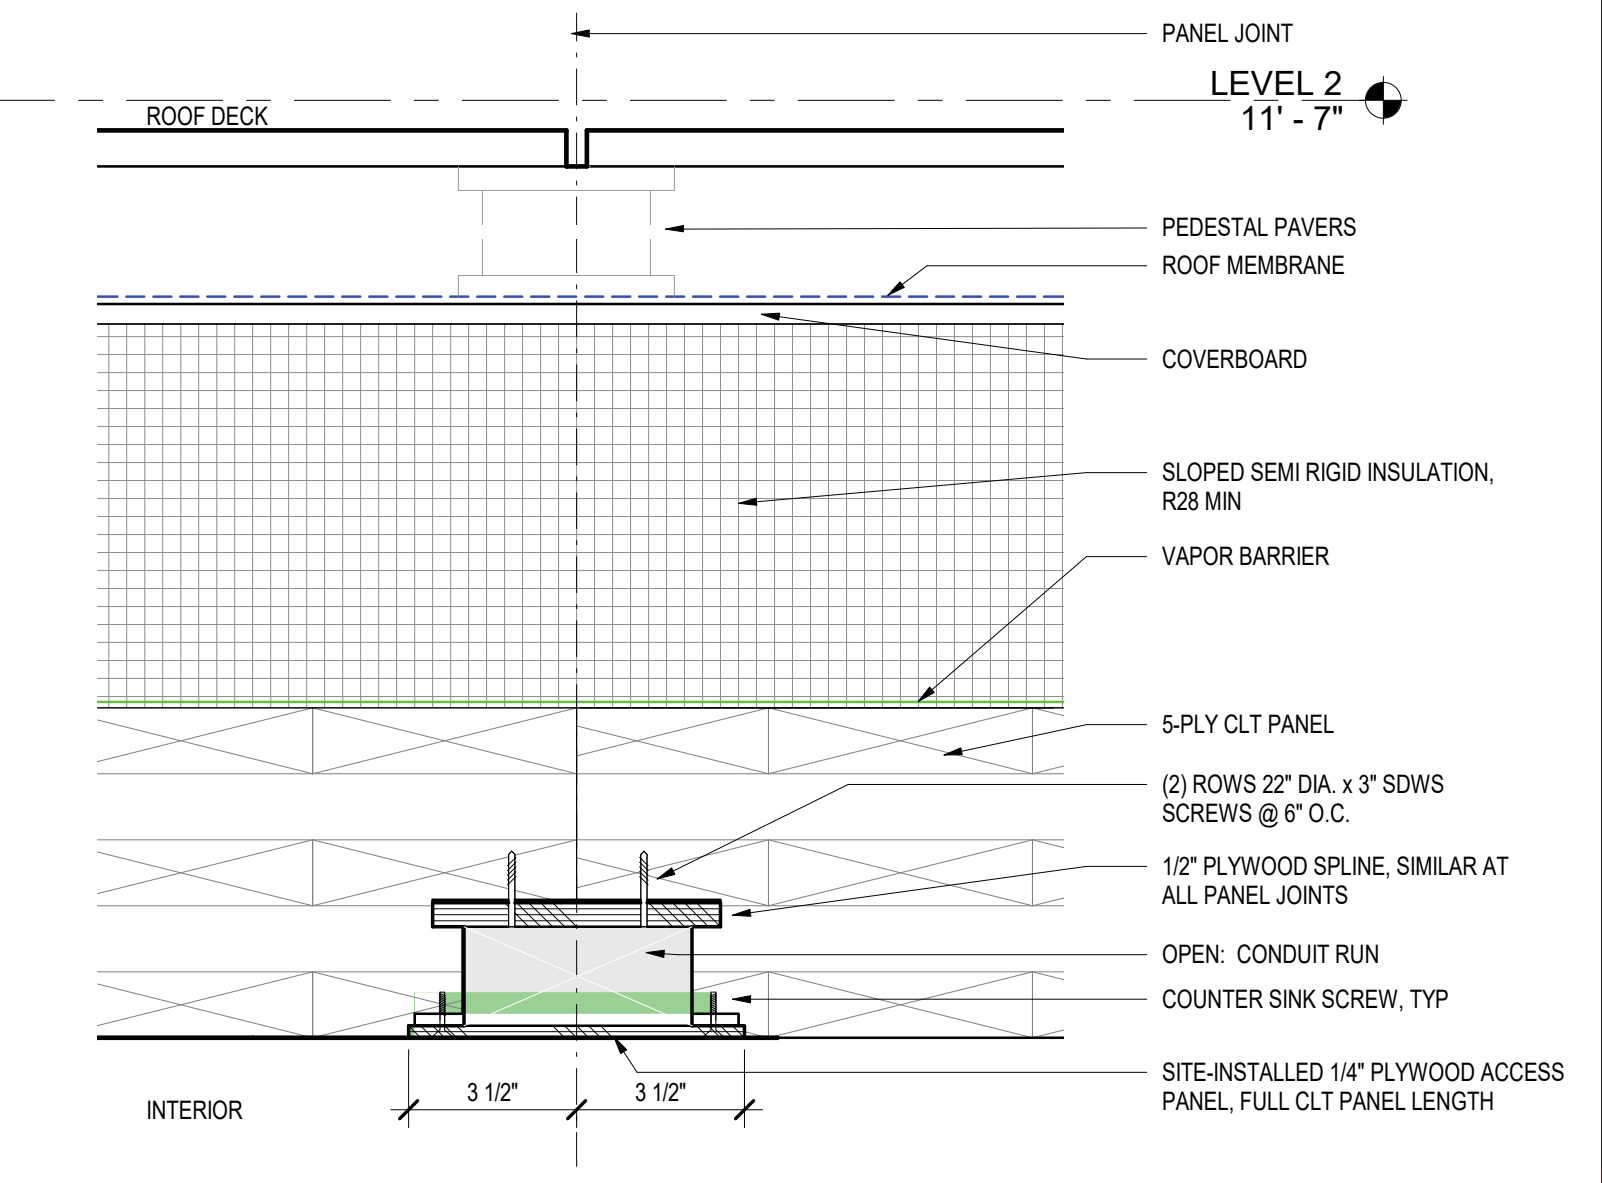 PANEL JOINT
LEVEL 2
11' - 7"
ROOF DECK
PEDESTAL PAVERS
ROOF MEMBRANE
COVERBOARD
SLOPED SEMI RIGID INSULATION,
R28 MIN
VAPOR BARRIER
5-PLY CLT PANEL
(2) ROWS 22" DIA. x 3" SDWS
SCREWS @ 6" O.C.
1/2" PLYWOOD SPLINE, SIMILAR AT
ALL PANEL JOINTS
OPEN: CONDUIT RUN
COUNTER SINK SCREW, TYP
SITE-INSTALLED 1/4" PLYWOOD ACCESS
PANEL, FULL CLT PANEL LENGTH
3 1/2" 3 1/2"
INTERIOR